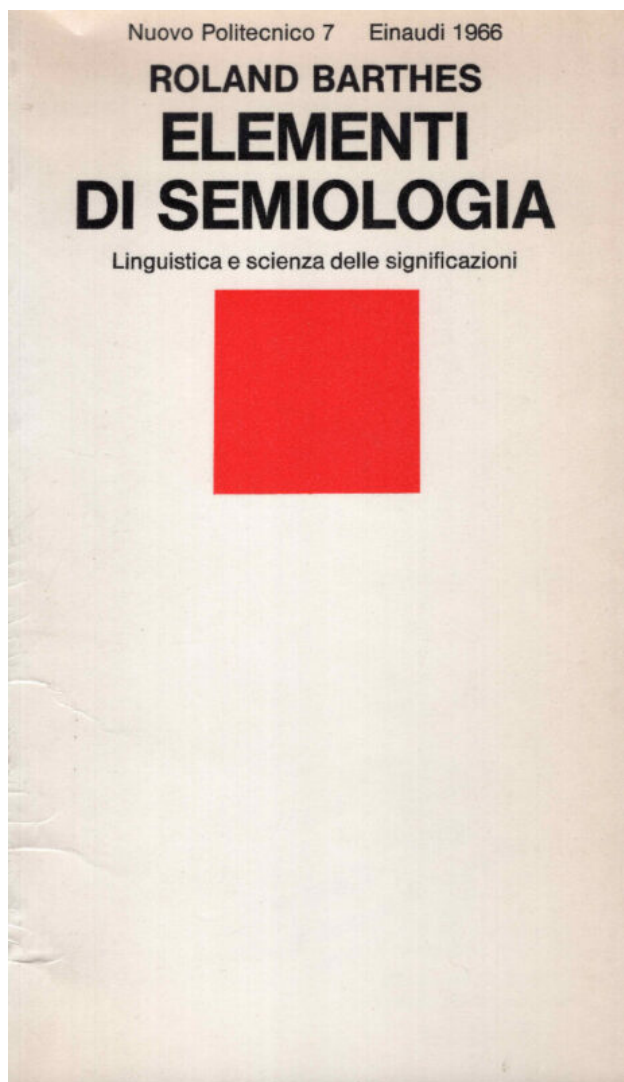 Nuovo Politecnico 7 Einaudi 1966
ROLAND BARTHES
ELEMENTI
DI SEMIOLOGIA
Linguistica e scienza delle significazioni